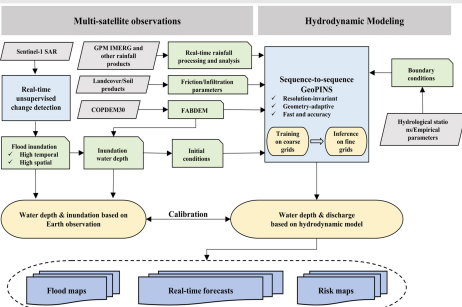 Multi-satellite observations
Hydrodynamic Modeling
Sentinel-1 SAR
GPM IMERG and
other rainfall
products
Real-time rainfall
processing and analysis
Landcover/Soil
products
Friction/Infiltration
parameters
COPDEM30
FABDEM
Real-time
unsupervised
change detection
Sequence-to-sequence
GeoPINS
✓ Resolution-invariant
✓ Geometry-adaptive
✓ Fast and accuracy
Training
on coarse
grids
Inference
on fine
grids
Boundary
conditions
Hydrological statio
ns/Empirical
parameters
Flood inundation
✓ High temporal
✓ High spatial
Inundation
water depth
Initial
conditions
Water depth & inundation based on
Earth observation
Calibration
Water depth & discharge
based on hydrodynamic model
Flood maps
Real-time forecasts
Risk maps